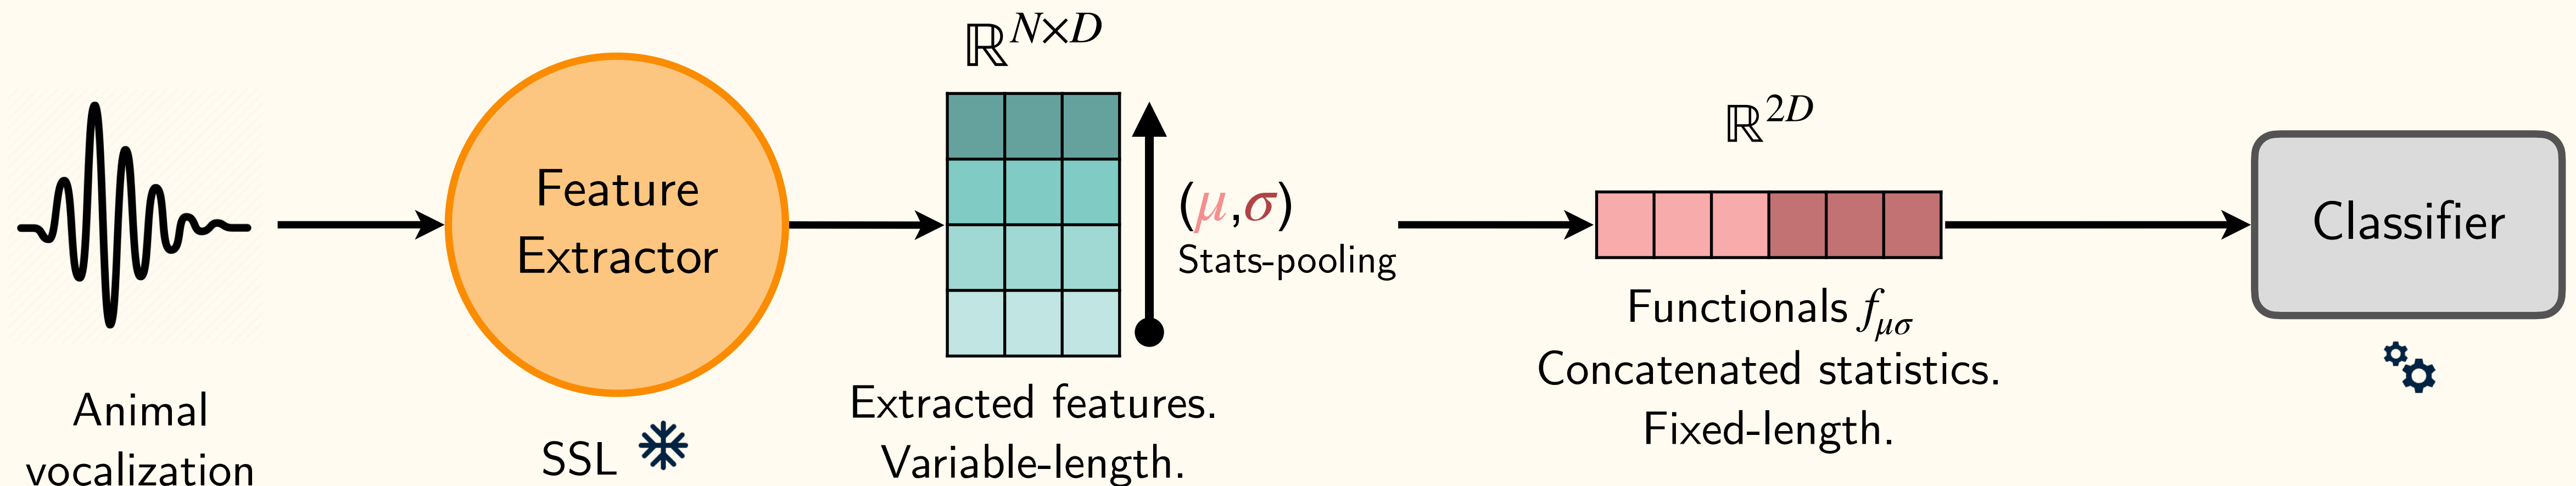 Animal
vocalization
Feature
Extractor
SSL
ℝ^{N×D}
(μ,σ)
Stats-pooling
Extracted features.
Variable-length.
ℝ^{2D}
Functionals f_{μσ}
Concatenated statistics.
Fixed-length.
Classifier